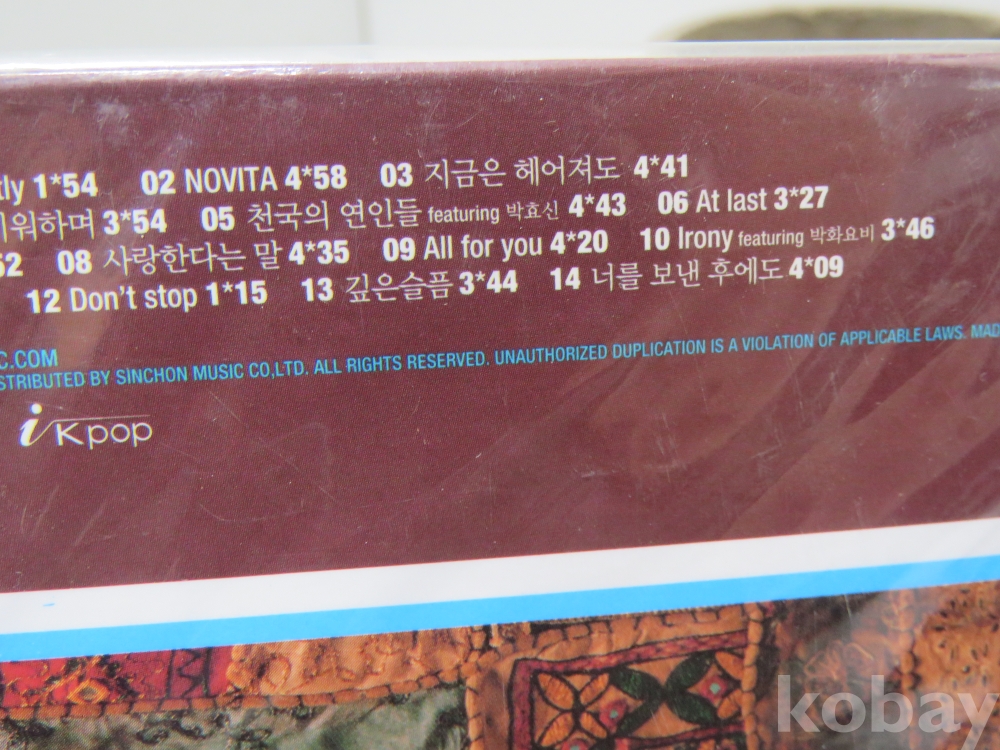 1*54 02 NOVITA 4*58 03 지금은 헤어져도 4*41
3*54 05 천국의 연인들 featuring 박효신 4*43 06 At last 3*27
08 사랑한다는 말 4*35 09 All for you 4*20 10 Irony featuring 박화요비 3*46
12 Don't stop 1*15 13 깊은슬픔 3*44 14 너를 보낸 후에도 4*09
C.COM
STRIBUTED BY SINCHON MUSIC CO,LTD. ALL RIGHTS RESERVED. UNAUTHORIZED DUPLICATION IS A VIOLATION OF APPLICABLE LAWS. MAD
iKpop
kobay